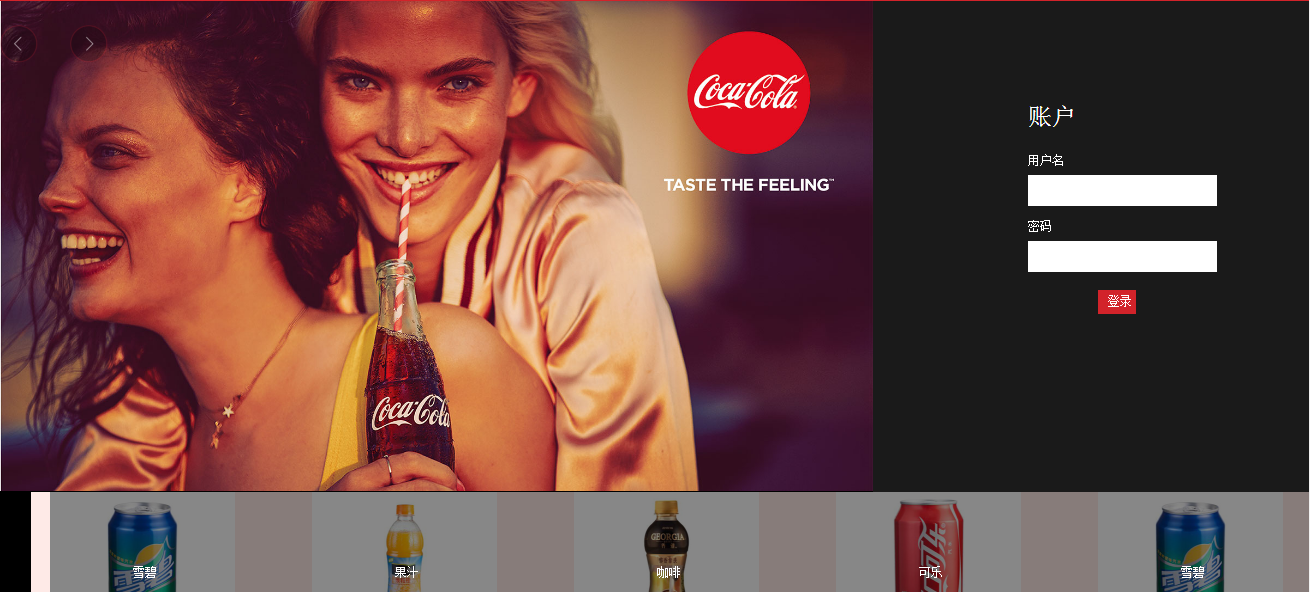 Coca-Cola
TASTE THE FEELING™
账户
用户名
密码
登录
Coca-Cola
GEORGIA
雪碧
果汁
咖啡
可乐
雪碧